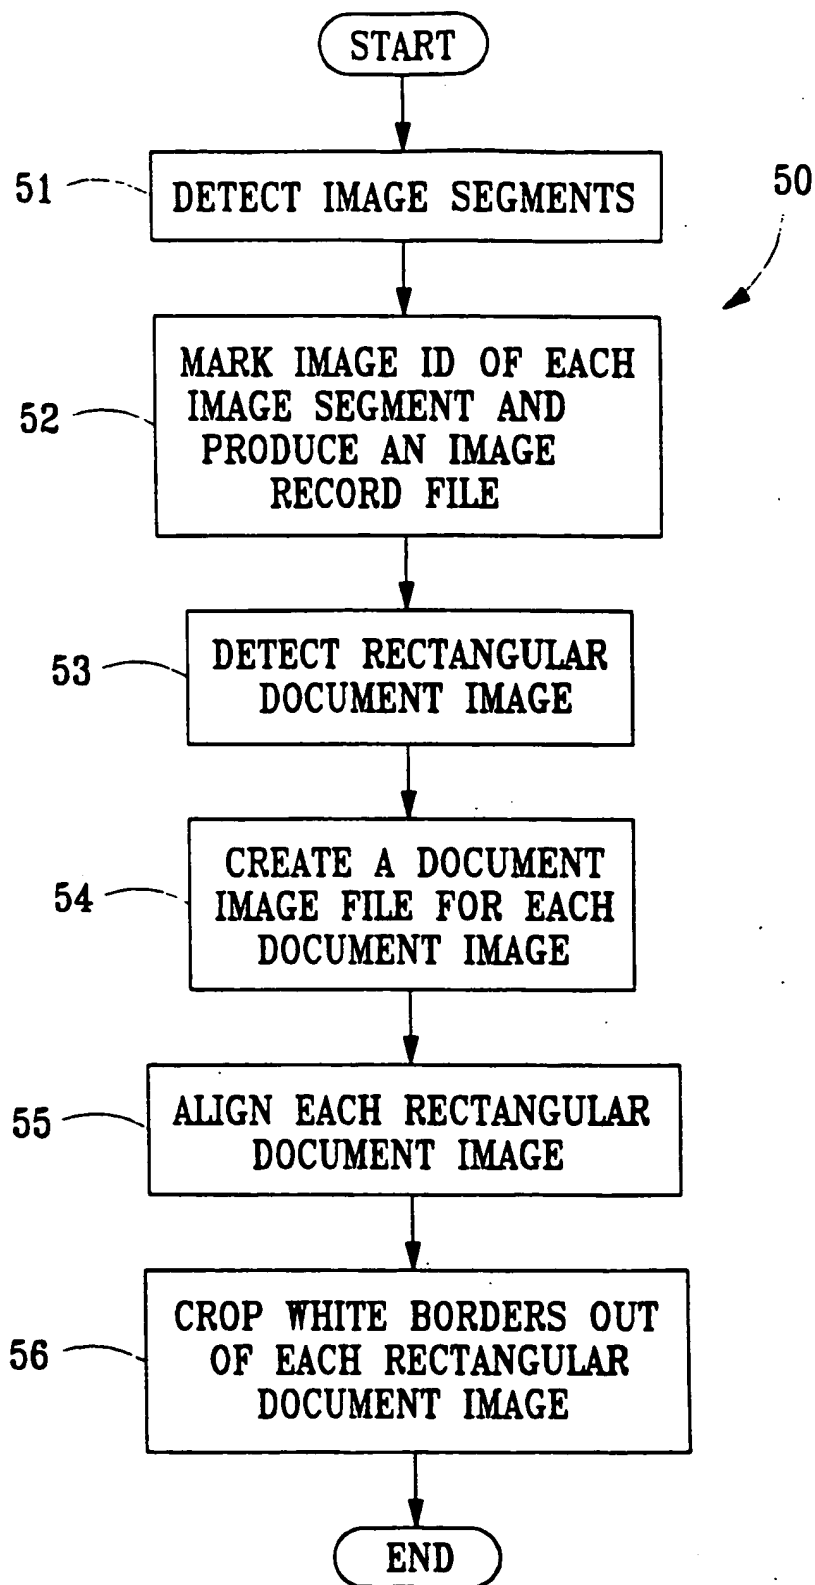 START
51
DETECT IMAGE SEGMENTS
50
MARK IMAGE ID OF EACH
IMAGE SEGMENT AND
52
PRODUCE AN IMAGE
RECORD FILE
DETECT RECTANGULAR
53
DOCUMENT IMAGE
CREATE A DOCUMENT
54
IMAGE FILE FOR EACH
DOCUMENT IMAGE
ALIGN EACH RECTANGULAR
55
DOCUMENT IMAGE
CROP WHITE BORDERS OUT
56
OF EACH RECTANGULAR
DOCUMENT IMAGE
END